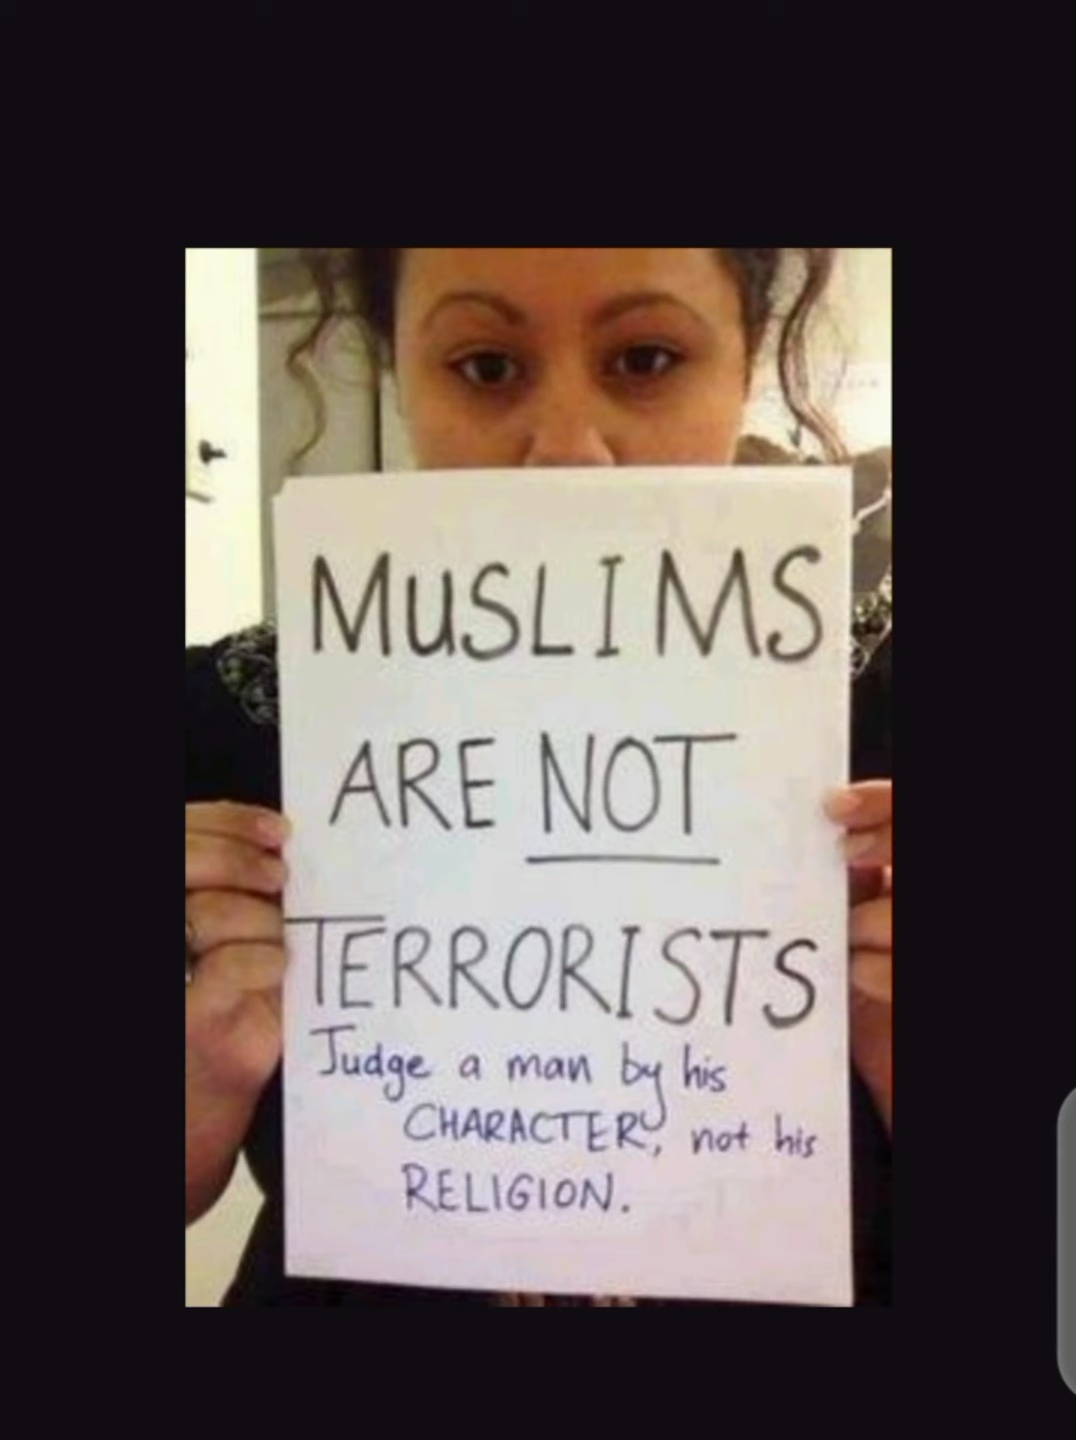 MUSLIMS
ARE NOT
TERRORISTS
Judge a man by his
CHARACTER, not his
RELIGION.